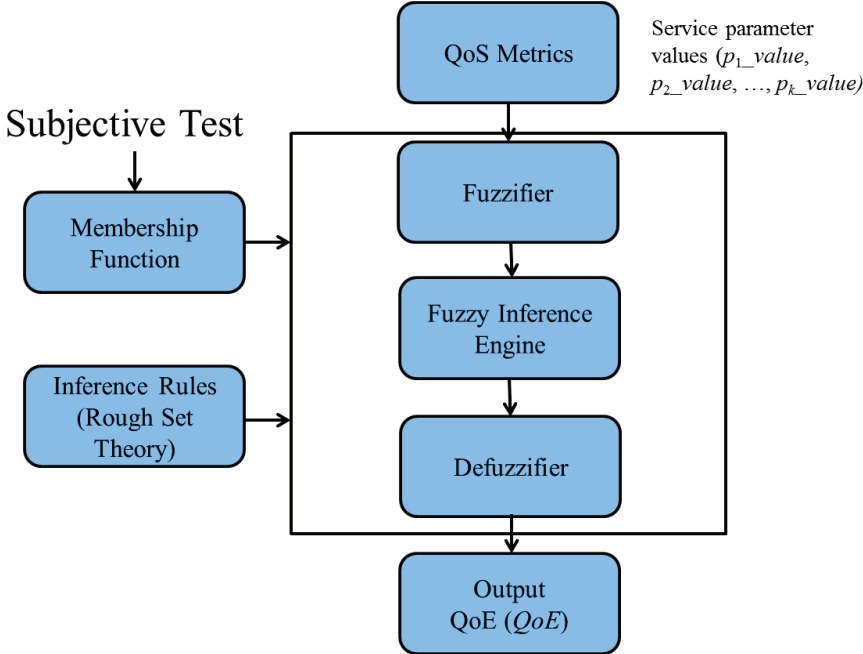 QoS Metrics
Service parameter
values (p1_value,
p2_value, …, pk_value)
Subjective Test
Fuzzifier
Membership
Function
Fuzzy Inference
Engine
Inference Rules
(Rough Set
Theory)
Defuzzifier
Output
QoE (QoE)